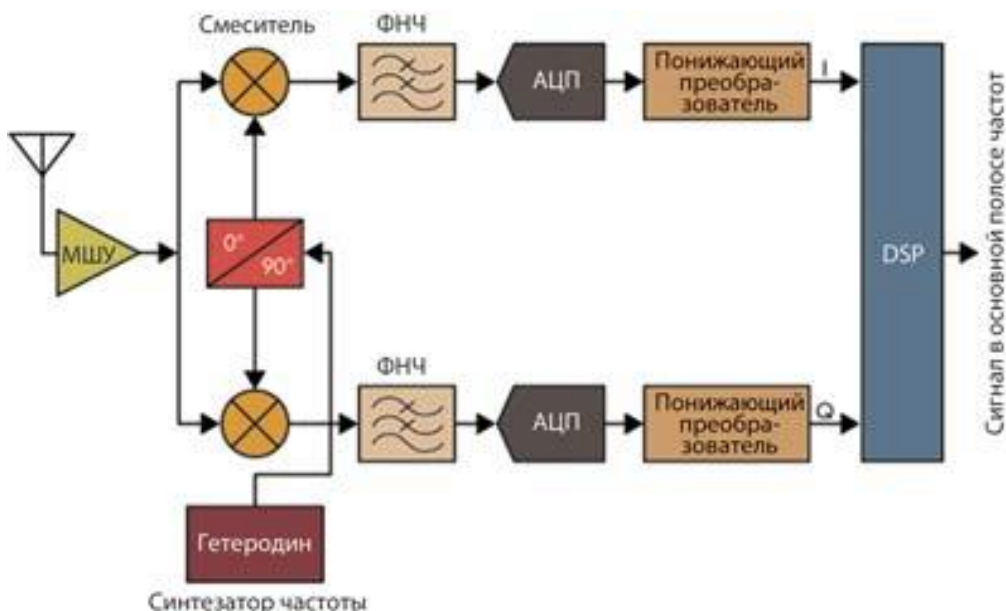 Смеситель
ФНЧ
АЦП
Понижающий
преобра-
зователь
I
МШУ
0°
90°
DSP
Сигнал в основной полосе частот
ФНЧ
АЦП
Понижающий
преобра-
зователь
Q
Гетеродин
Синтезатор частоты